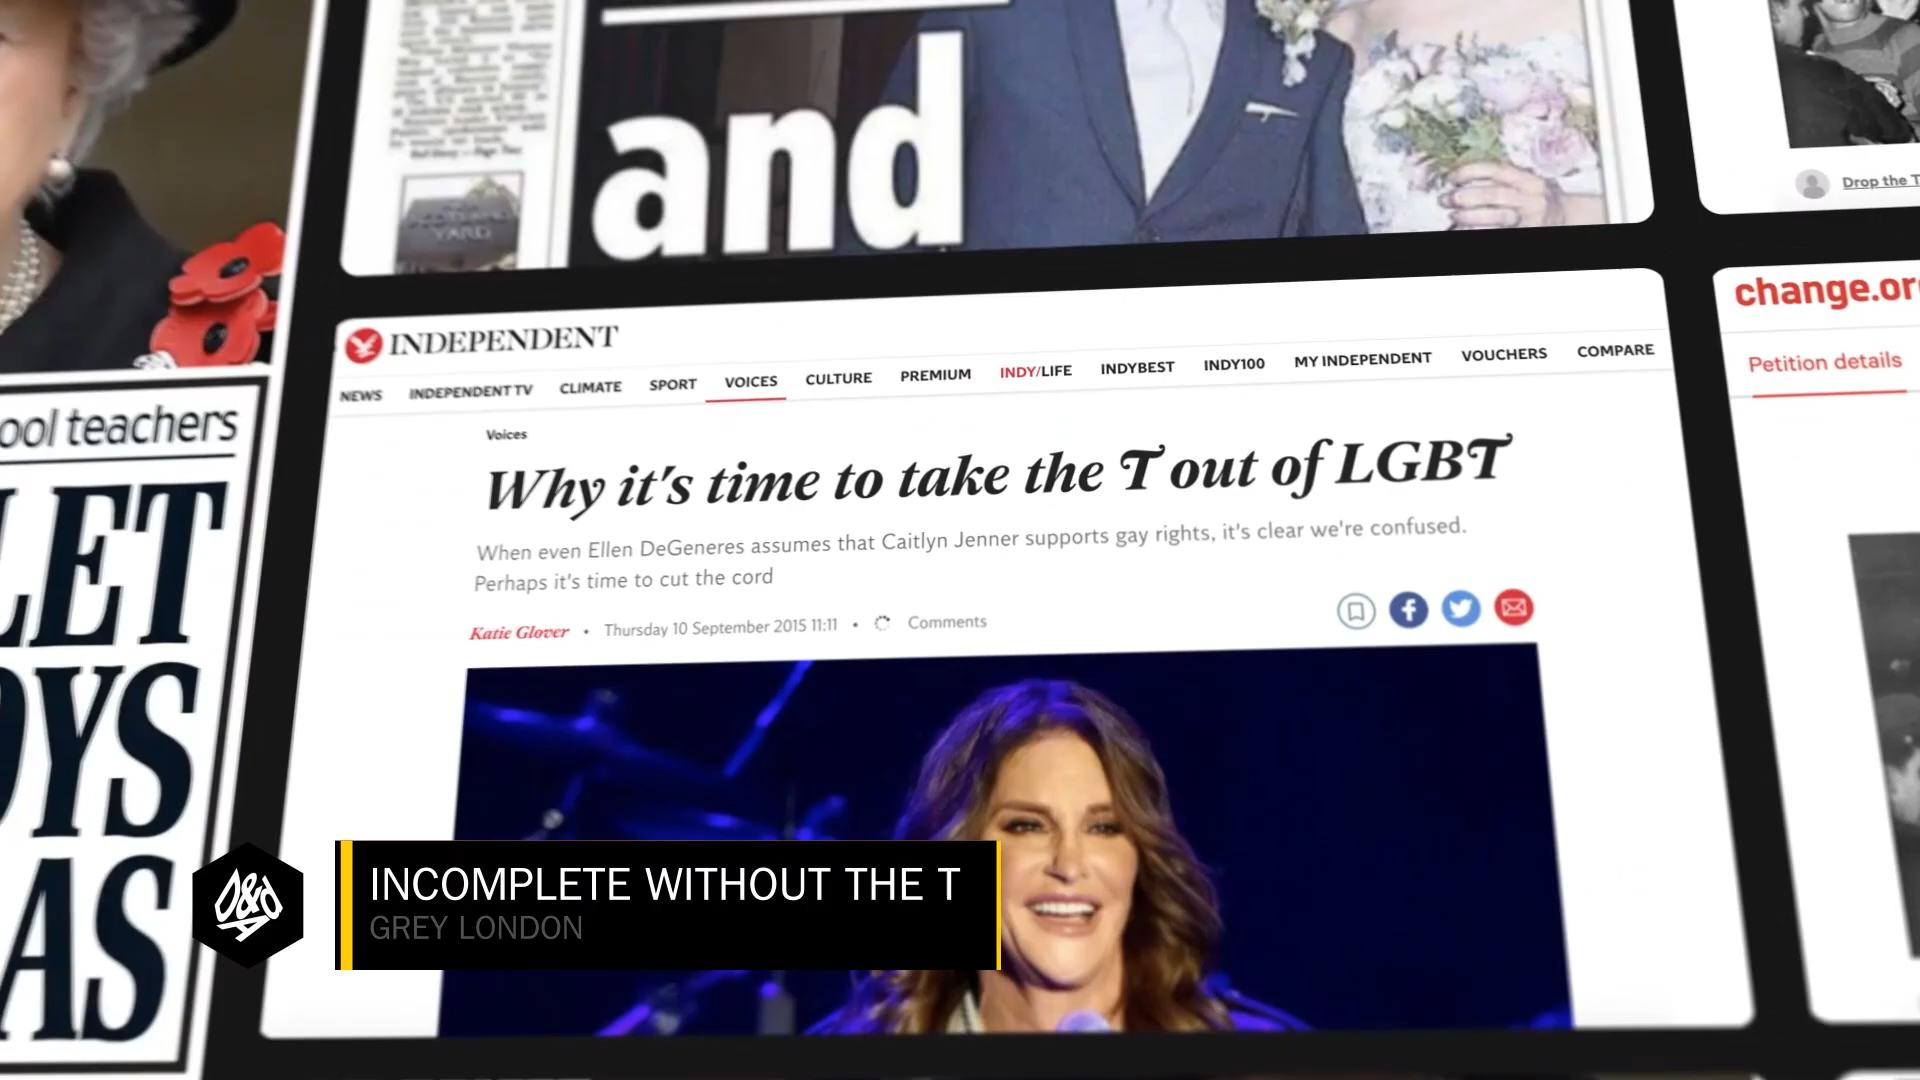 and
YARD
Drop the T
ool teachers
LET
OYS
AS
INDEPENDENT
NEWS INDEPENDENT TV CLIMATE SPORT VOICES CULTURE PREMIUM INDY/LIFE INDYBEST INDY100 MY INDEPENDENT VOUCHERS COMPARE
Voices
Why it's time to take the T out of LGBT
When even Ellen DeGeneres assumes that Caitlyn Jenner supports gay rights, it's clear we're confused.
Perhaps it's time to cut the cord
Katie Glover • Thursday 10 September 2015 11:11 • Comments
change.or
Petition details
D&AD
INCOMPLETE WITHOUT THE T
GREY LONDON